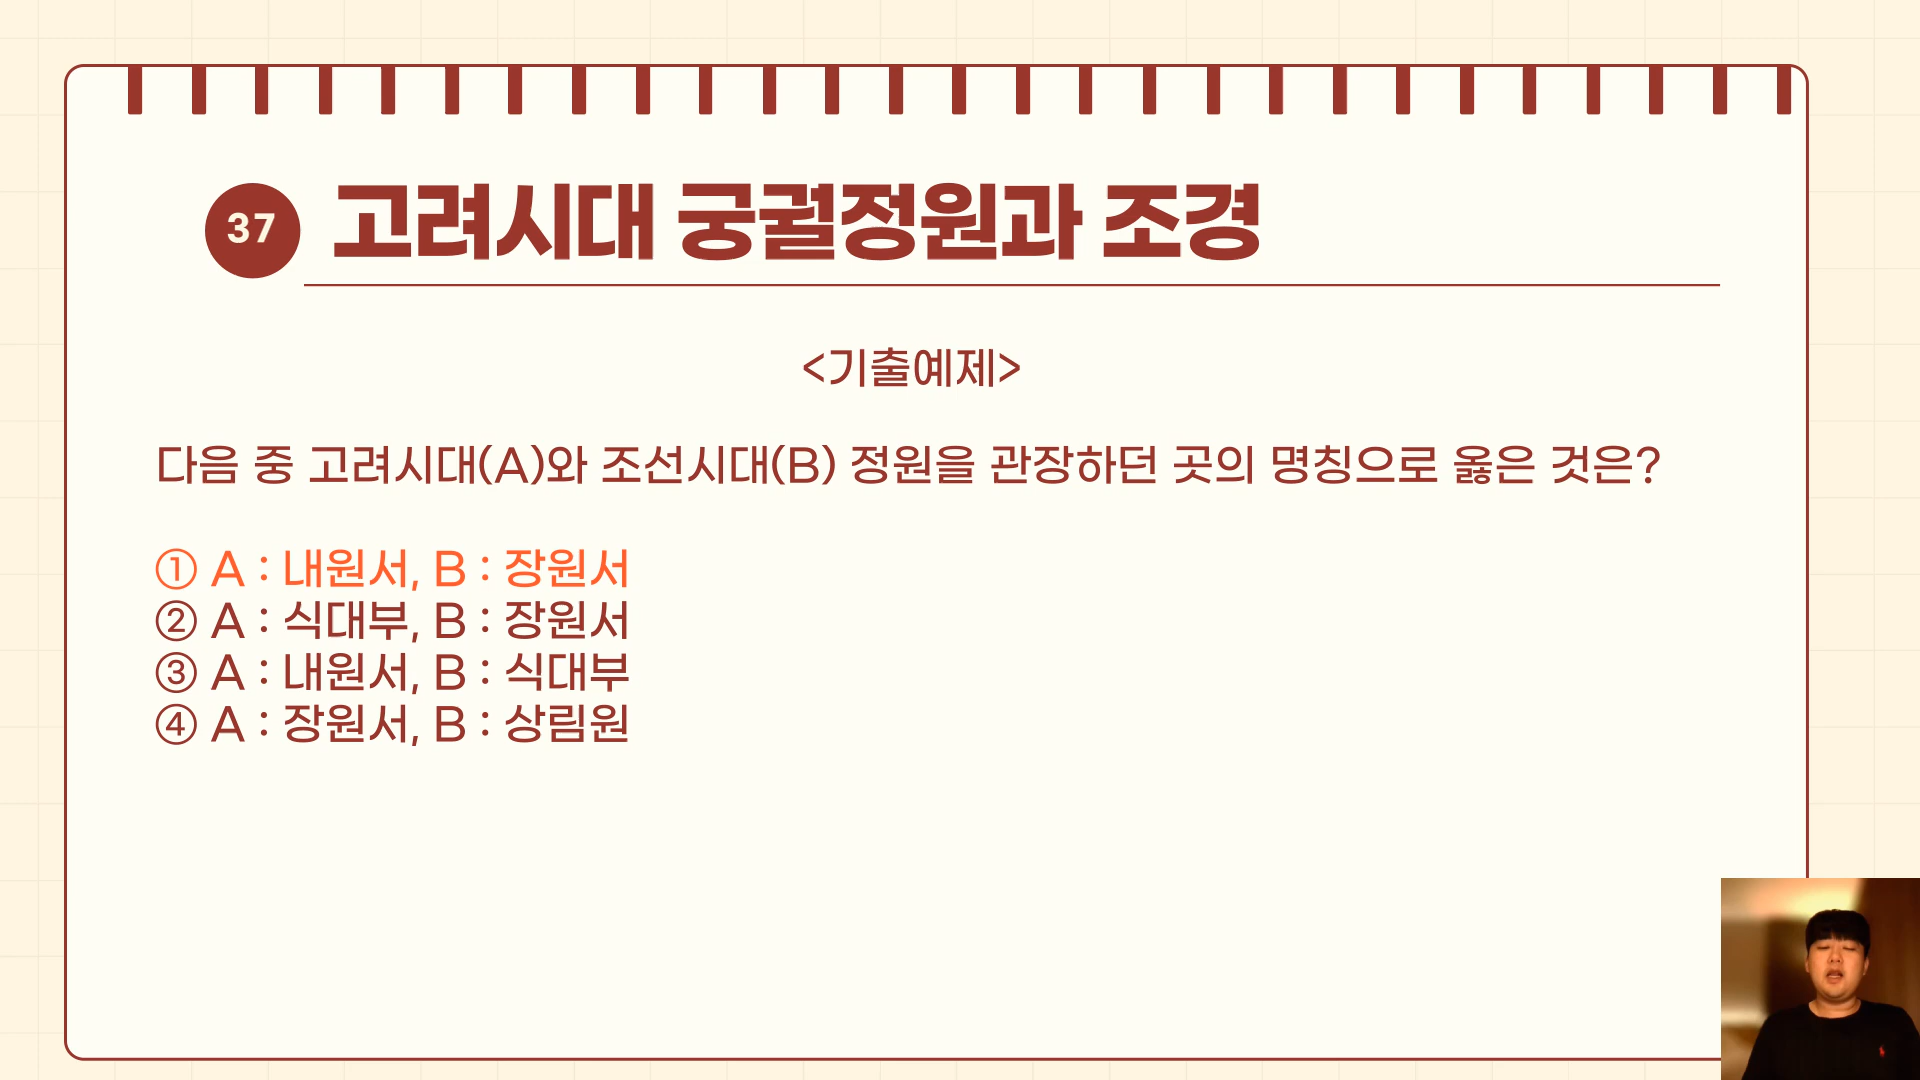 37 고려시대 궁궐정원과 조경
<기출예제>
다음 중 고려시대(A)와 조선시대(B) 정원을 관장하던 곳의 명칭으로 옳은 것은?
① A : 내원서, B : 장원서
② A : 식대부, B : 장원서
③ A : 내원서, B : 식대부
④ A : 장원서, B : 상림원